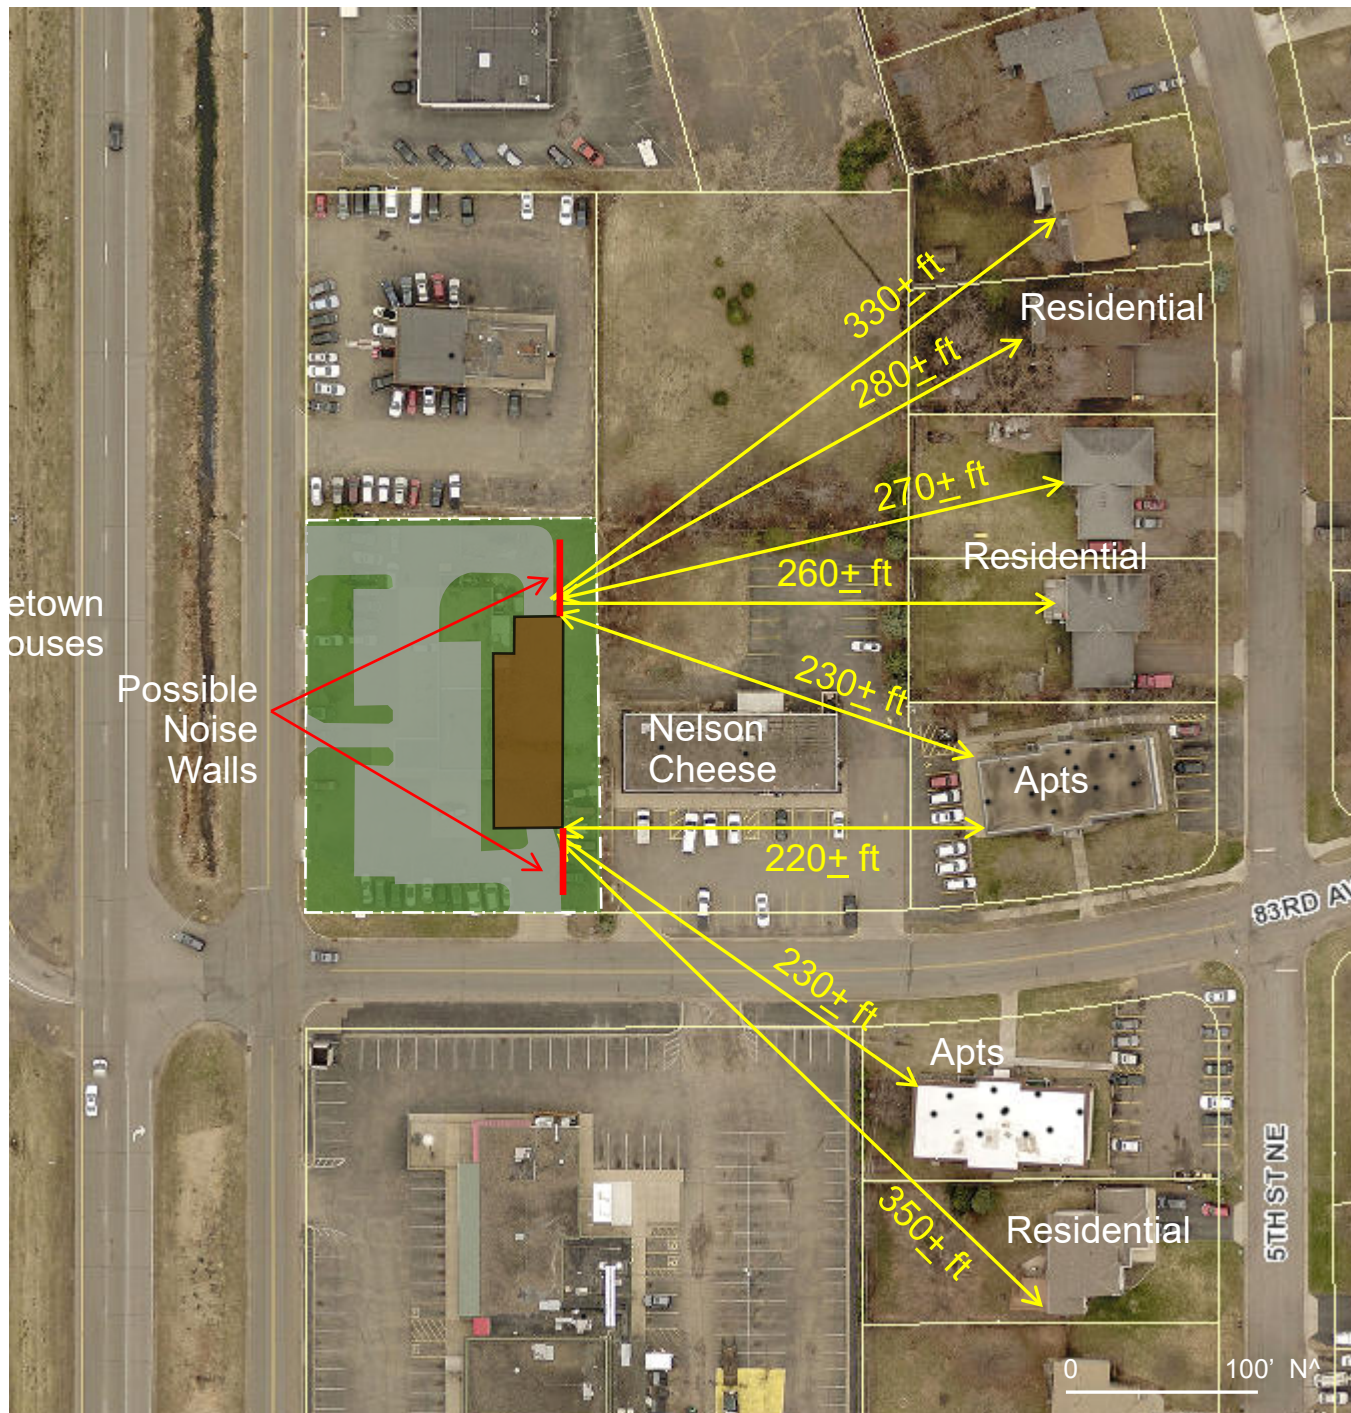 330± ft
Residential
280± ft
270± ft
Residential
260± ft
etown
ouses
230± ft
Possible
Noise
Walls
Nelson
Cheese
Apts
220± ft
83RD AV
230± ft
Apts
5TH ST NE
350± ft
Residential
0 100' N^